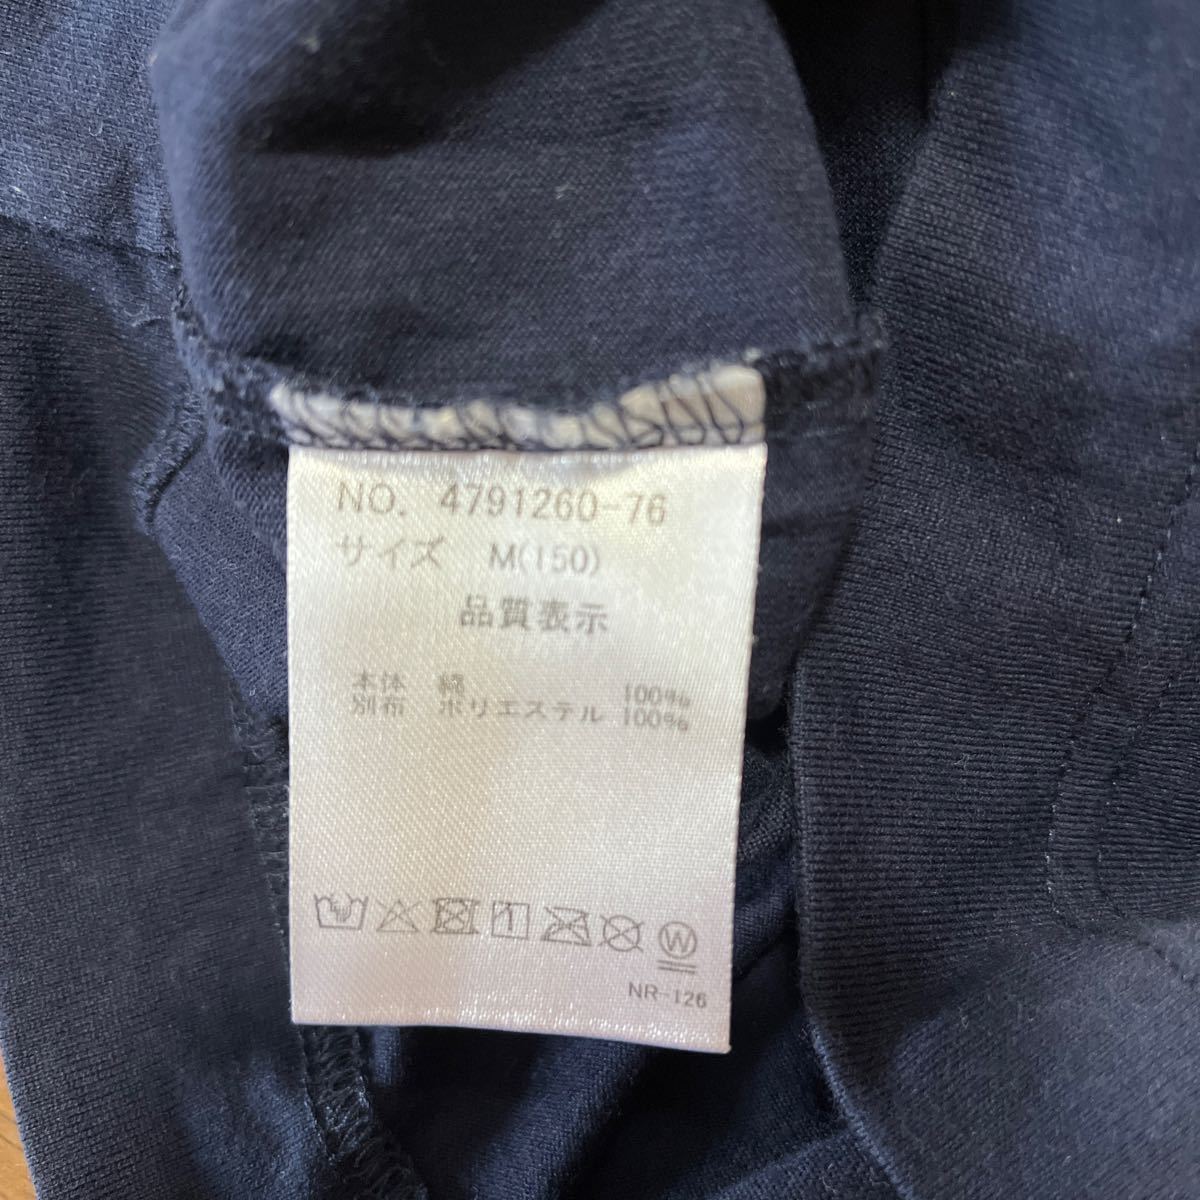 NO. 4791260-76
サイズ M(150)
品質表示
本体 綿 100%
別布 ポリエステル 100%
W
NR-126